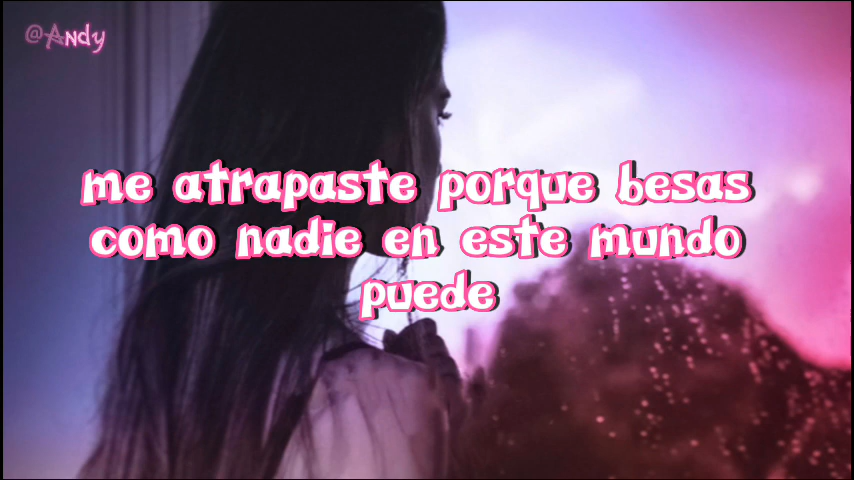 @Andy
me atrapaste porque besas
como nadie en este mundo
puede